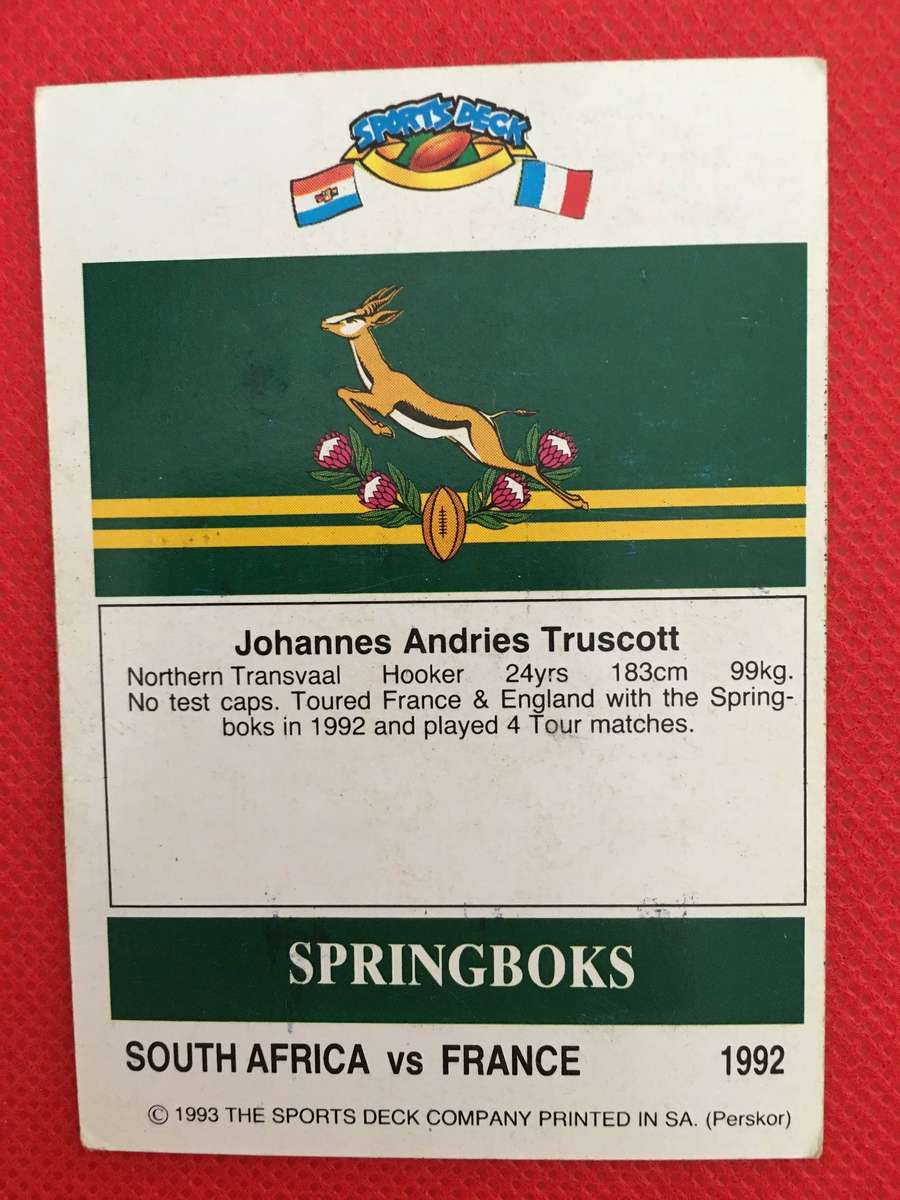 SPORTS DECK
Johannes Andries Truscott
Northern Transvaal Hooker 24yrs 183cm 99kg.
No test caps. Toured France & England with the Spring-
boks in 1992 and played 4 Tour matches.
SPRINGBOKS
SOUTH AFRICA vs FRANCE 1992
© 1993 THE SPORTS DECK COMPANY PRINTED IN SA. (Perskor)